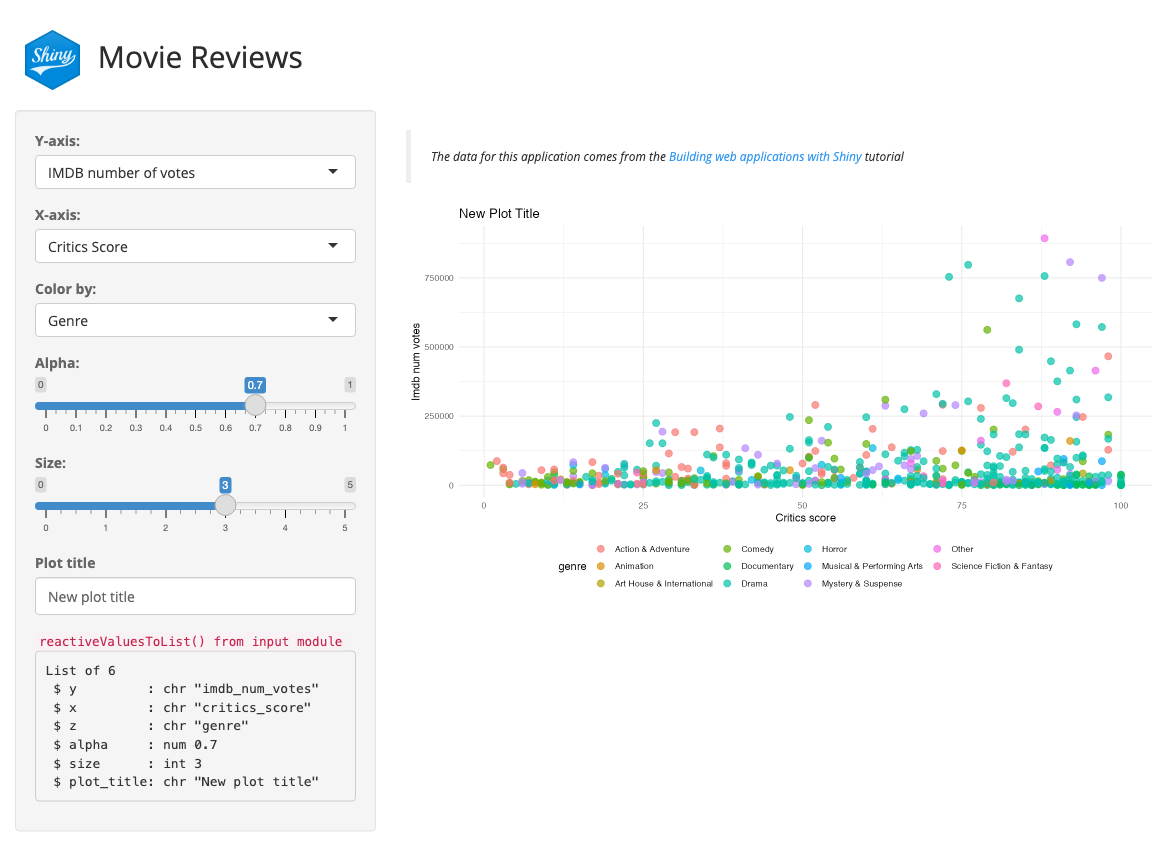 Shiny
Movie Reviews
Y-axis:
IMDB number of votes
X-axis:
Critics Score
Color by:
Genre
Alpha:
0 0.7 1
0 0.1 0.2 0.3 0.4 0.5 0.6 0.7 0.8 0.9 1
Size:
0 3 5
0 1 2 3 4 5
Plot title
New plot title
reactiveValuesToList() from input module
List of 6
$ y : chr "imdb_num_votes"
$ x : chr "critics_score"
$ z : chr "genre"
$ alpha : num 0.7
$ size : int 3
$ plot_title: chr "New plot title"
The data for this application comes from the Building web applications with Shiny tutorial
New Plot Title
Imdb num votes
750000
500000
250000
0
0 25 50 75 100
Critics score
genre
Action & Adventure
Animation
Art House & International
Comedy
Documentary
Drama
Horror
Musical & Performing Arts
Mystery & Suspense
Other
Science Fiction & Fantasy